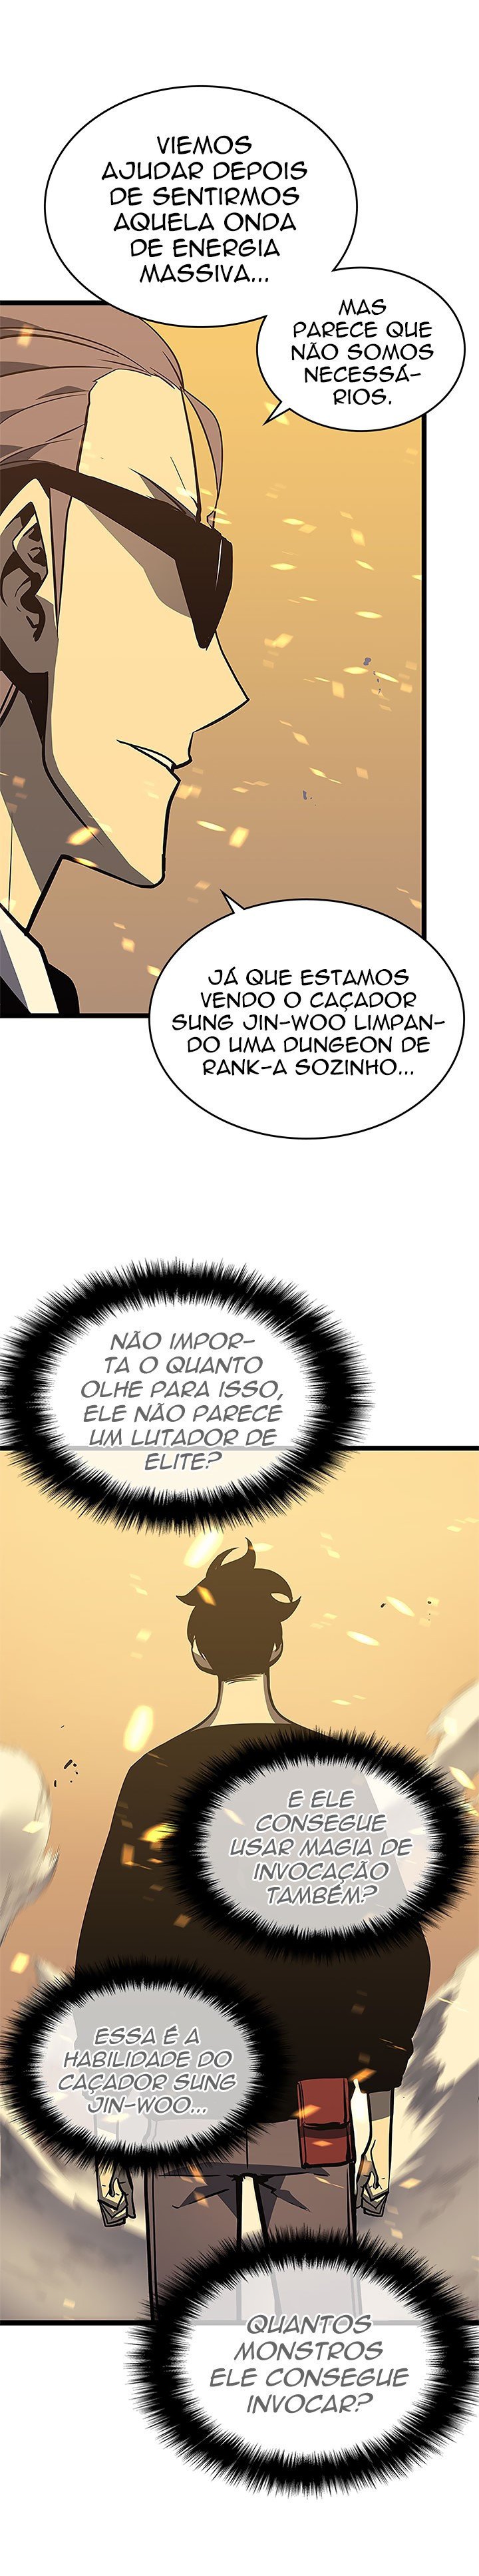 VIEMOS
AJUDAR DEPOIS
DE SENTIRMOS
AQUELA ONDA
DE ENERGIA
MASSIVA...
MAS
PARECE QUE
NÃO SOMOS
NECESSÁ-
RIOS.
JÁ QUE ESTAMOS
VENDO O CAÇADOR
SUNG JIN-WOO LIMPAN-
DO UMA DUNGEON DE
RANK-A SOZINHO...
NÃO IMPOR-
TA O QUANTO
OLHE PARA ISSO,
ELE NÃO PARECE
UM LUTADOR DE
ELITE?
E ELE
CONSEGUE
USAR MAGIA DE
INVOCAÇÃO
TAMBÉM?
ESSA É A
HABILIDADE DO
CAÇADOR SUNG
JIN-WOO...
QUANTOS
MONSTROS
ELE CONSEGUE
INVOCAR?